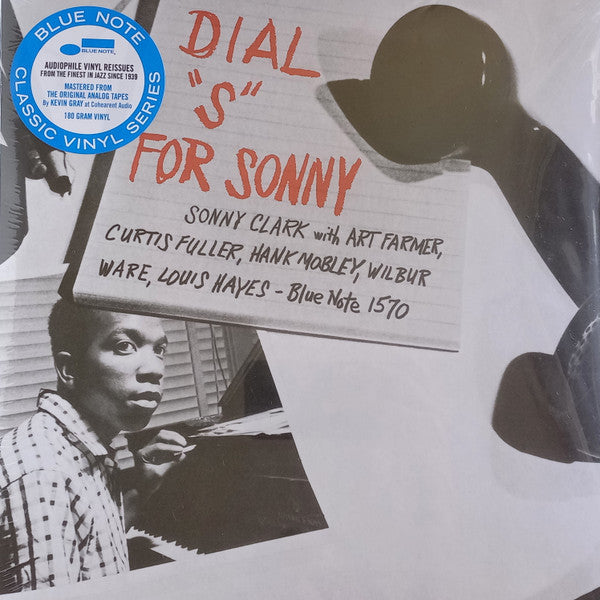 BLUE NOTE
BLUE NOTE
AUDIOPHILE VINYL REISSUES
FROM THE FINEST IN JAZZ SINCE 1939
MASTERED FROM
THE ORIGINAL ANALOG TAPES
By KEVIN GRAY at Cohearent Audio
180 GRAM VINYL
CLASSIC VINYL SERIES
DIAL
"S"
FOR SONNY
SONNY CLARK with ART FARMER,
CURTIS FULLER, HANK MOBLEY, WILBUR
WARE, LOUIS HAYES - Blue Note 1570